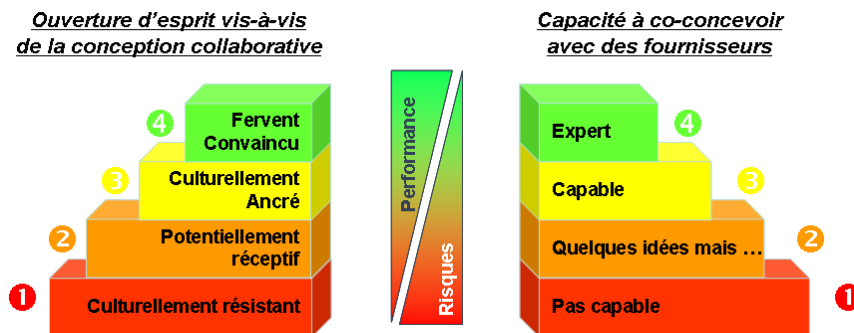 Ouverture d'esprit vis-à-vis
de la conception collaborative
4
Fervent
Convaincu
3
Culturellement
Ancré
2
Potentiellement
réceptif
1
Culturellement résistant
Performance
Risques
Capacité à co-concevoir
avec des fournisseurs
Expert
4
Capable
3
Quelques idées mais ...
2
Pas capable
1